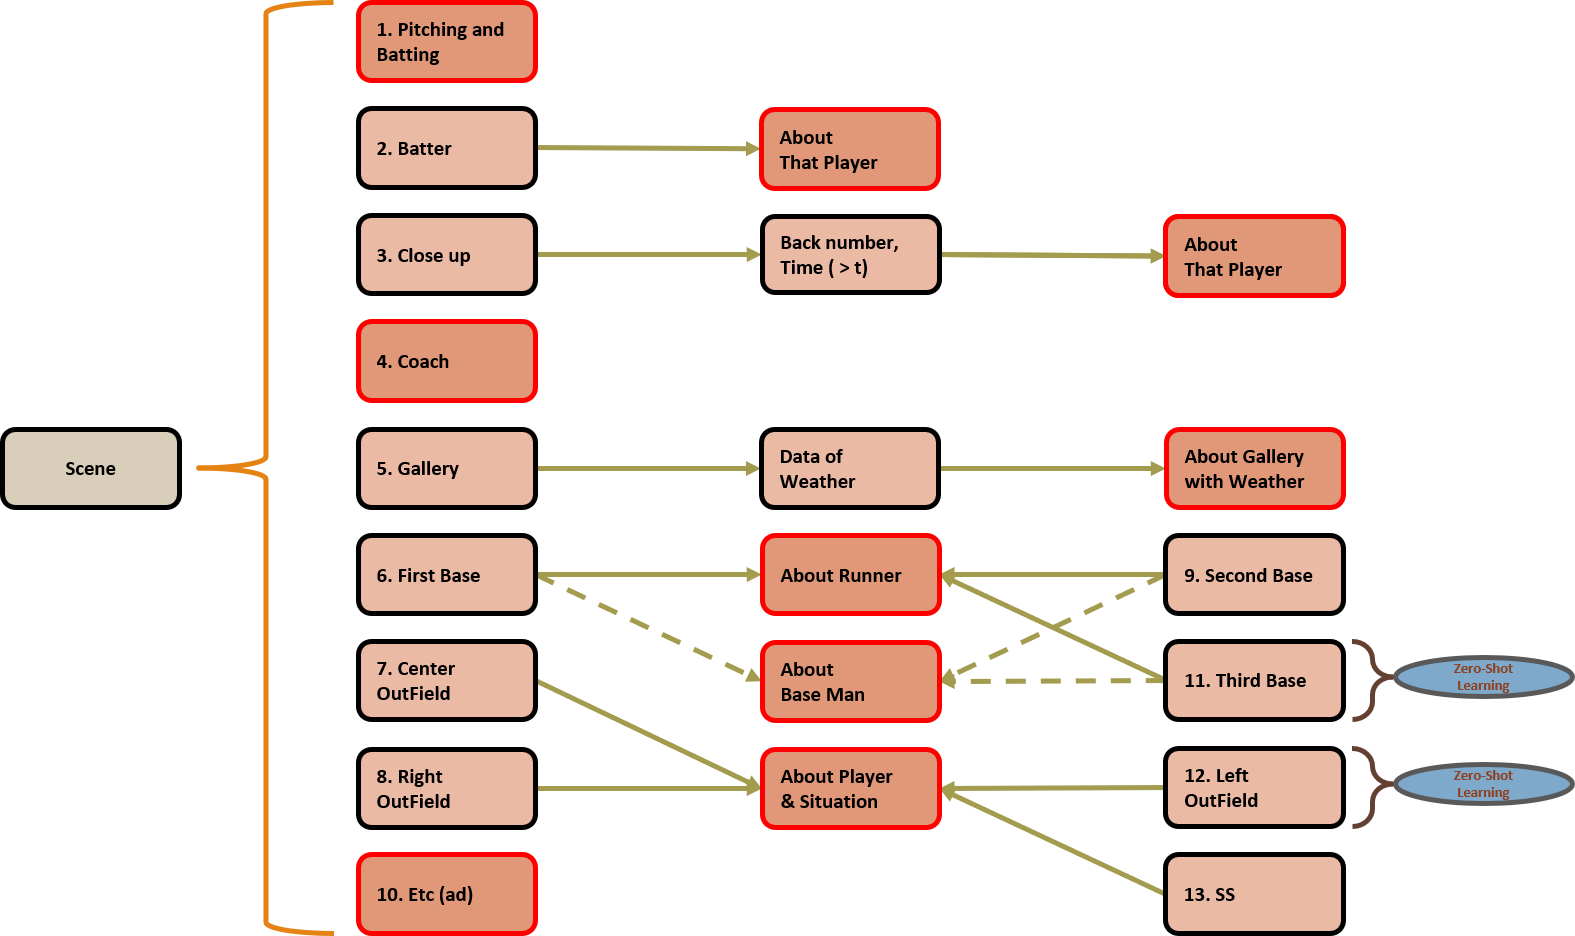 1. Pitching and
Batting
2. Batter
About
That Player
3. Close up
Back number,
Time ( > t)
About
That Player
4. Coach
Scene
5. Gallery
Data of
Weather
About Gallery
with Weather
6. First Base
About Runner
9. Second Base
7. Center
OutField
About
Base Man
11. Third Base
Zero-Shot
Learning
8. Right
OutField
About Player
& Situation
12. Left
OutField
Zero-Shot
Learning
10. Etc (ad)
13. SS